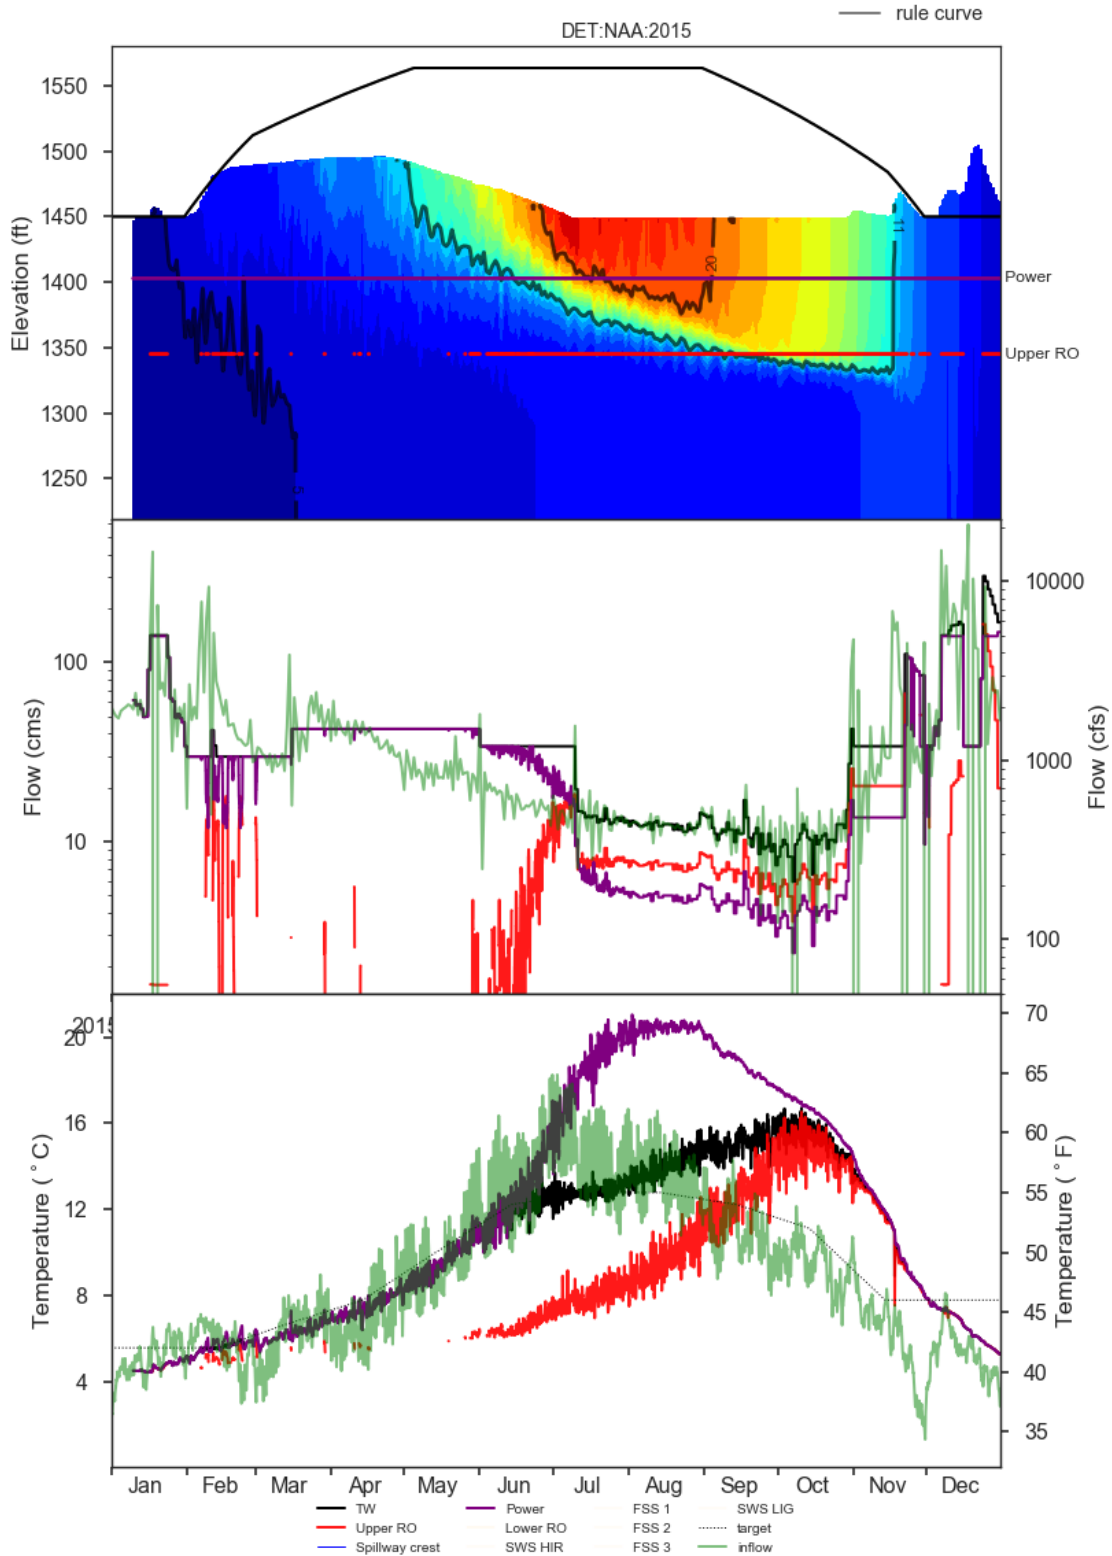 rule curve
DET:NAA:2015
1550
1500
1450
1400
1350
1300
1250
Elevation (ft)
11
20
Power
Upper RO
100
10
Flow (cms)
10000
1000
100
Flow (cfs)
2015
20
16
12
8
4
Temperature ( ° C)
70
65
60
55
50
45
40
35
Temperature ( ° F)
Jan Feb Mar Apr May Jun Jul Aug Sep Oct Nov Dec
TW Power FSS 1 SWS LIG
Upper RO Lower RO FSS 2 target
Spillway crest SWS HIR FSS 3 inflow